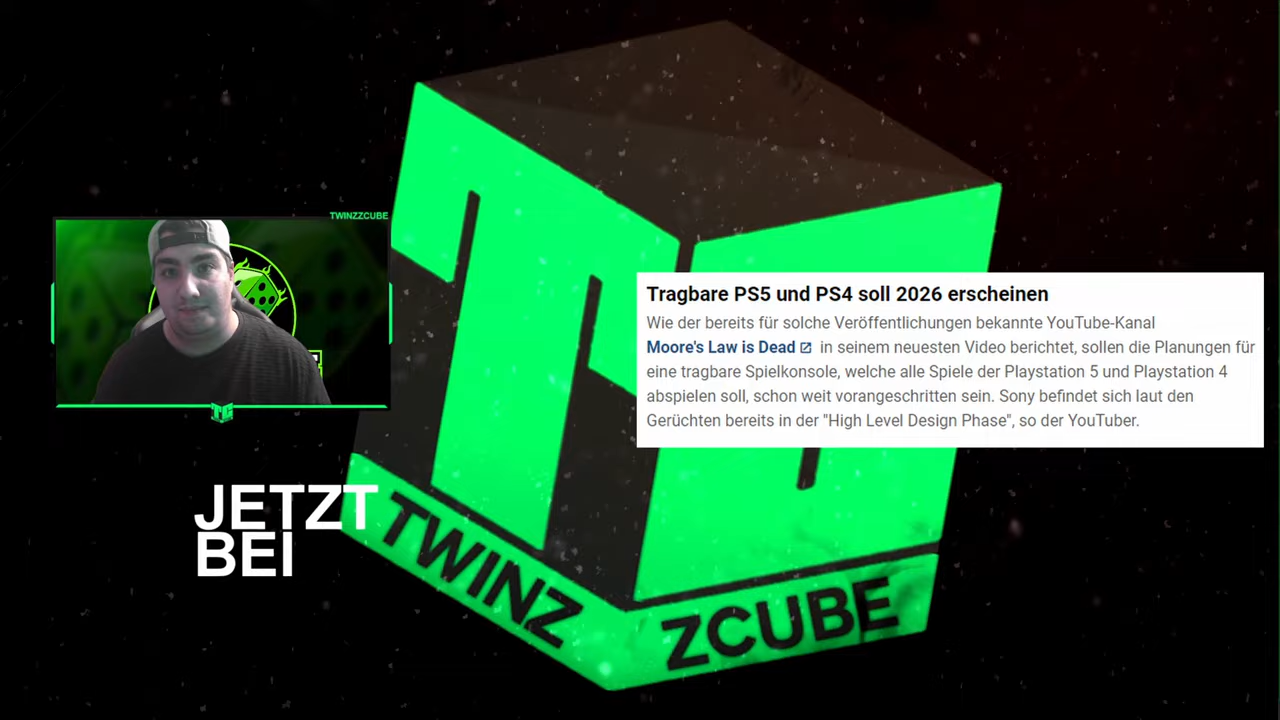 TWINZZCUBE
Tragbare PS5 und PS4 soll 2026 erscheinen
Wie der bereits für solche Veröffentlichungen bekannte YouTube-Kanal
Moore's Law is Dead in seinem neuesten Video berichtet, sollen die Planungen für
eine tragbare Spielkonsole, welche alle Spiele der Playstation 5 und Playstation 4
abspielen soll, schon weit vorangeschritten sein. Sony befindet sich laut den
Gerüchten bereits in der "High Level Design Phase", so der YouTuber.
JETZT
BEI
TWINZ
ZCUBE